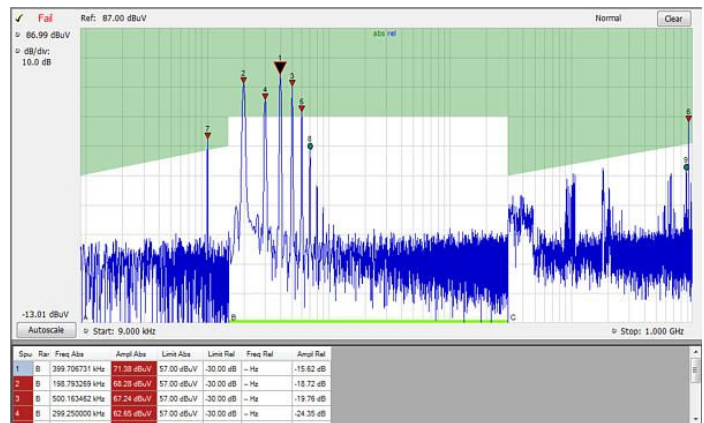 ✓ Fail Ref: 87.00 dBuV Normal Clear
86.99 dBuV
dB/div:
10.0 dB
abs rel
1
2
3
4
6
6
7
8
9
-13.01 dBuV
A B C
Autoscale Start: 9.000 kHz Stop: 1.000 GHz
Spu Rar Freq Abs Ampl Abs Limit Abs Limit Rel Freq Rel Ampl Rel
1 B 399.706731 kHz 71.38 dBuV 57.00 dBuV -30.00 dB -- Hz -15.62 dB
2 B 198.793269 kHz 68.28 dBuV 57.00 dBuV -30.00 dB -- Hz -18.72 dB
3 B 500.163462 kHz 67.24 dBuV 57.00 dBuV -30.00 dB -- Hz -19.76 dB
4 B 299.250000 kHz 62.65 dBuV 57.00 dBuV -30.00 dB -- Hz -24.35 dB